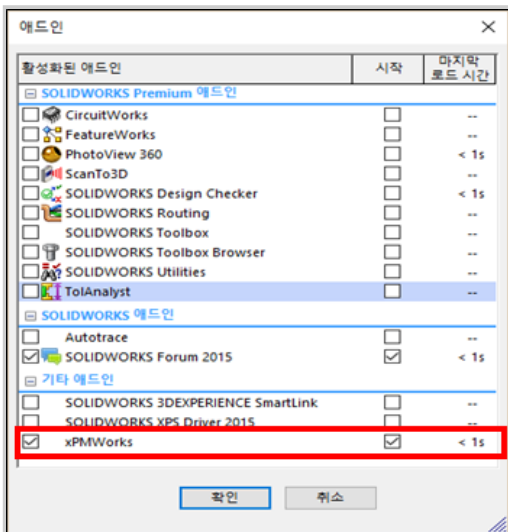 애드인
활성화된 애드인 시작 마지막 로드 시간
SOLIDWORKS Premium 애드인
CircuitWorks --
FeatureWorks --
PhotoView 360 < 1s
ScanTo3D --
SOLIDWORKS Design Checker < 1s
SOLIDWORKS Routing --
SOLIDWORKS Toolbox --
SOLIDWORKS Toolbox Browser --
SOLIDWORKS Utilities --
TolAnalyst --
SOLIDWORKS 애드인
Autotrace --
SOLIDWORKS Forum 2015 < 1s
기타 애드인
SOLIDWORKS 3DEXPERIENCE SmartLink --
SOLIDWORKS XPS Driver 2015 --
xPMWorks < 1s
확인 취소